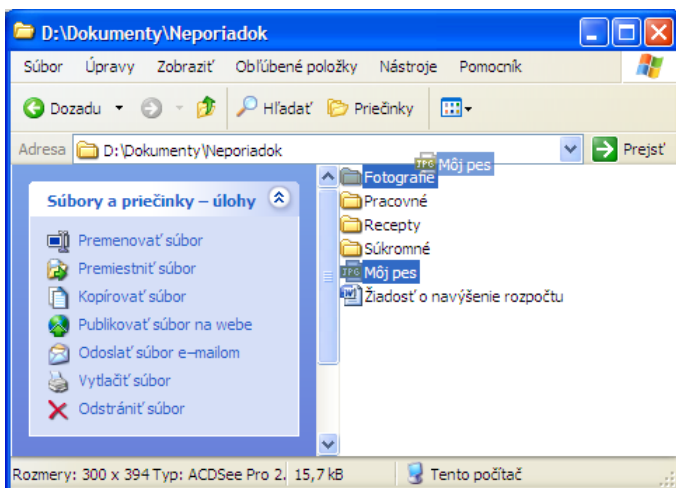 D:\Dokumenty\Neporiadok
Súbor Úpravy Zobraziť Obľúbené položky Nástroje Pomocník
Dozadu Hľadať Priečinky
Adresa D:\Dokumenty\Neporiadok Prejsť
Súbory a priečinky – úlohy
Premenovať súbor
Premiestniť súbor
Kopírovať súbor
Publikovať súbor na webe
Odoslať súbor e-mailom
Vytlačiť súbor
Odstrániť súbor
JPG Môj pes
Fotografie
Pracovné
Recepty
Súkromné
JPG Môj pes
Žiadosť o navýšenie rozpočtu
Rozmery: 300 x 394 Typ: ACDSee Pro 2. 15,7 kB Tento počítač